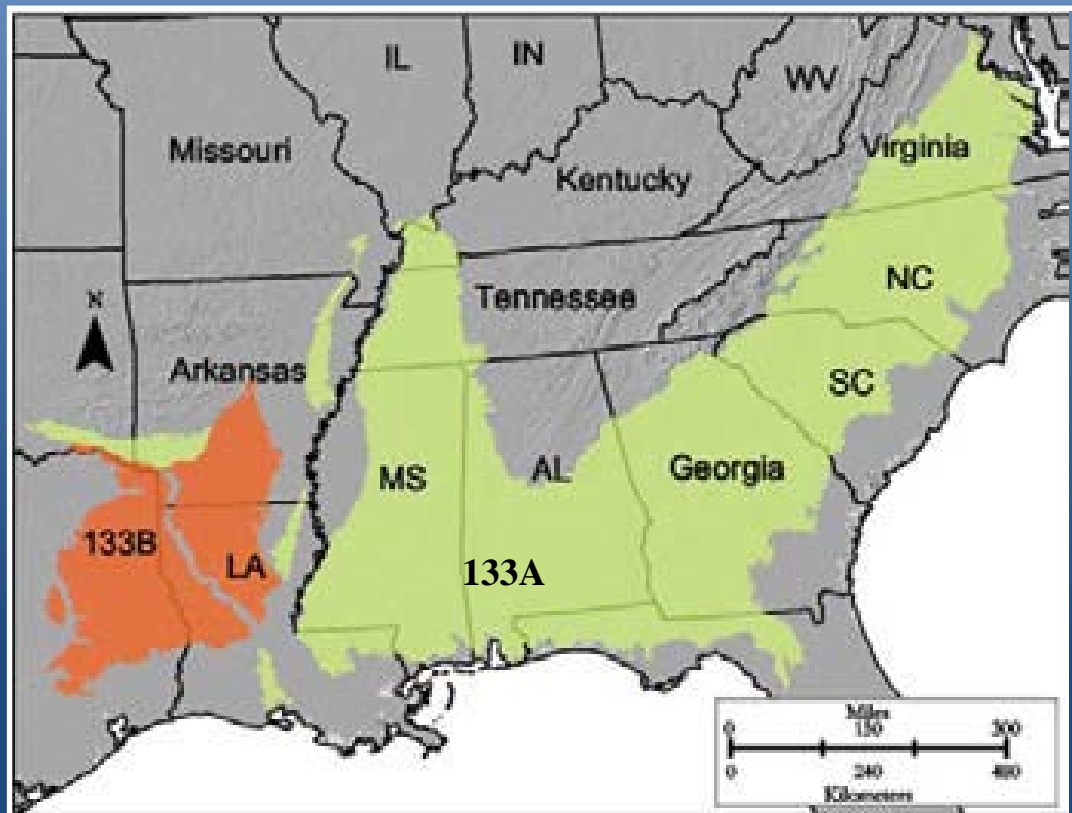 IL
IN
WV
Missouri
Kentucky
Virginia
N
Tennessee
NC
Arkansas
SC
MS
AL
Georgia
133B
LA
133A
Miles
0 150 300
0 240 480
Kilometers